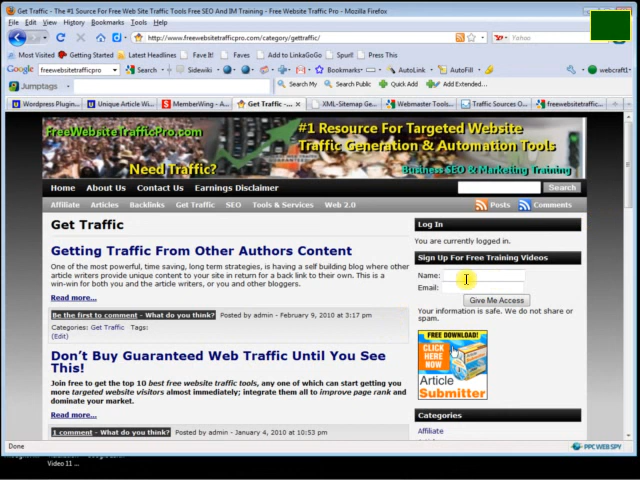 Get Traffic - The #1 Source For Free Web Site Traffic Tools Free SEO And IM Training - Free Website Traffic Pro - Mozilla Firefox
File Edit View History Bookmarks Tools Help
http://www.freewebsitetrafficpro.com/category/gettraffic/
Yahoo
Most Visited Getting Started Latest Headlines Fave It! Faves Add to LinkaGoGo Spurl! Press This
Google freewebsitetrafficpro Search Sidewiki Bookmarks AutoLink AutoFill webcraft1
Jumptags Search My Search Public Quick Add Add Extended...
Wordpress Plugin... Unique Article Wi... MemberWing - A... Get Traffic - ... XML-Sitemap Ge... Webmaster Tools... Traffic Sources O... freewebsitetraffic...
FreeWebsiteTrafficPro.com
#1 Resource For Targeted Website
Traffic Generation & Automation Tools
Need Traffic?
Business SEO & Marketing Training
Home About Us Contact Us Earnings Disclaimer
Search
Affiliate Articles Backlinks Get Traffic SEO Tools & Services Web 2.0
Posts Comments
Get Traffic
Getting Traffic From Other Authors Content
One of the most powerful, time saving, long term strategies, is having a self building blog where other
article writers provide unique content to your site in return for a back link to their own. This is a
win-win for both you and the article writers, or you and other bloggers.
Read more...
Be the first to comment - What do you think? Posted by admin - February 9, 2010 at 3:17 pm
Categories: Get Traffic Tags:
(Edit)
Don't Buy Guaranteed Web Traffic Until You See
This!
Join free to get the top 10 best free website traffic tools, any one of which can start getting you
more targeted website visitors almost immediately; integrate them all to improve page rank and
dominate your market.
Read more...
1 comment - What do you think? Posted by admin - January 4, 2010 at 10:53 pm
Log In
You are currently logged in.
Sign Up For Free Training Videos
Name:
Email:
Give Me Access
Your information is safe. We do not share or
spam.
FREE DOWNLOAD!
CLICK
HERE
NOW
Article
Submitter
Categories
Affiliate
Done
PPC WEB SPY
Video 11 ...